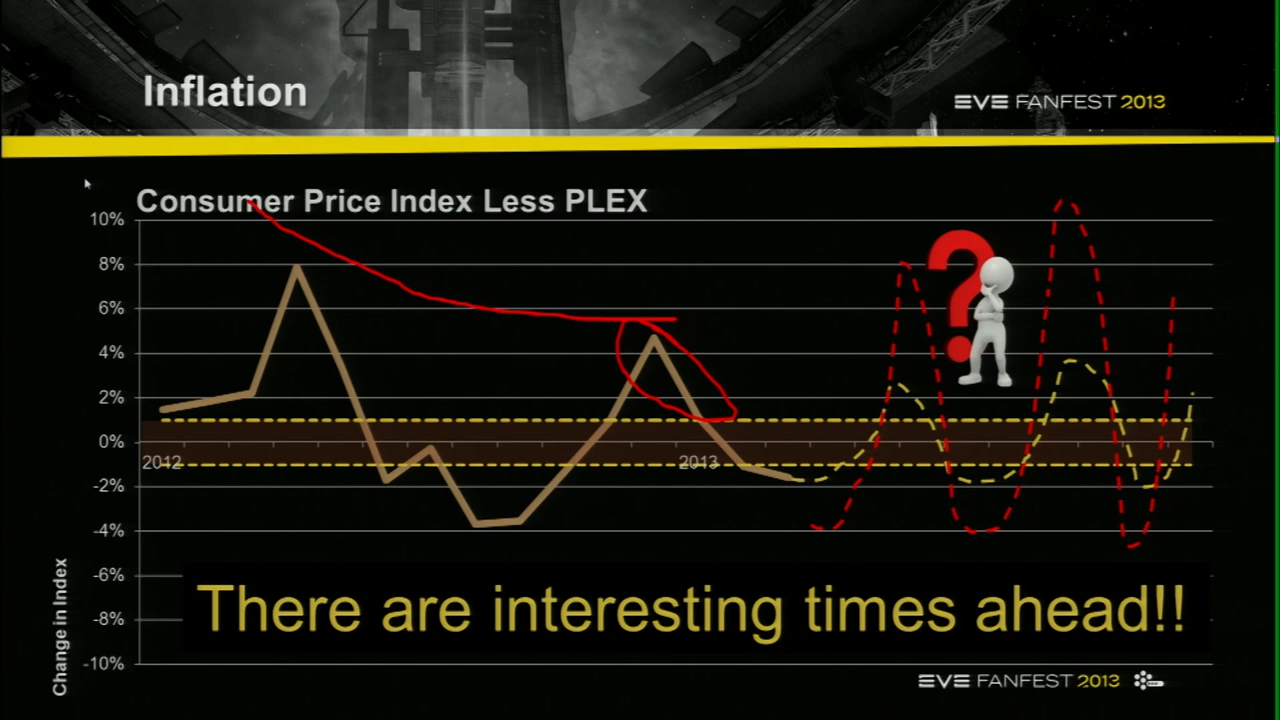 Inflation
EVE FANFEST 2013
Consumer Price Index Less PLEX
10%
8%
6%
4%
2%
0%
2012
2013
-2%
-4%
-6%
-8%
-10%
Change in Index
There are interesting times ahead!!
EVE FANFEST 2013